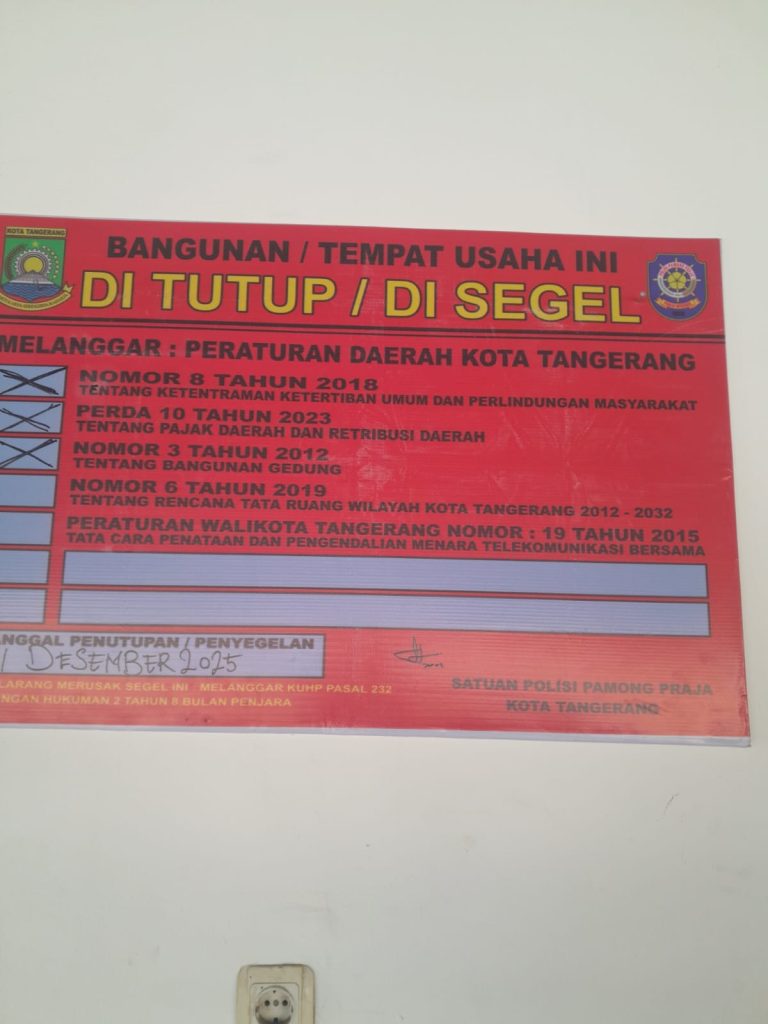 KOTA TANGERANG
BANGUNAN / TEMPAT USAHA INI
DI TUTUP / DI SEGEL
MELANGGAR : PERATURAN DAERAH KOTA TANGERANG
NOMOR 8 TAHUN 2018
TENTANG KETENTRAMAN KETERTIBAN UMUM DAN PERLINDUNGAN MASYARAKAT
PERDA 10 TAHUN 2023
TENTANG PAJAK DAERAH DAN RETRIBUSI DAERAH
NOMOR 3 TAHUN 2012
TENTANG BANGUNAN GEDUNG
NOMOR 6 TAHUN 2019
TENTANG RENCANA TATA RUANG WILAYAH KOTA TANGERANG 2012 - 2032
PERATURAN WALIKOTA TANGERANG NOMOR : 19 TAHUN 2015
TATA CARA PENATAAN DAN PENGENDALIAN MENARA TELEKOMUNIKASI BERSAMA
ANGGAL PENUTUPAN / PENYEGELAN
1 DESEMBER 2025
LARANG MERUSAK SEGEL INI MELANGGAR KUHP PASAL 232
NGAN HUKUMAN 2 TAHUN 8 BULAN PENJARA
SATUAN POLISI PAMONG PRAJA
KOTA TANGERANG